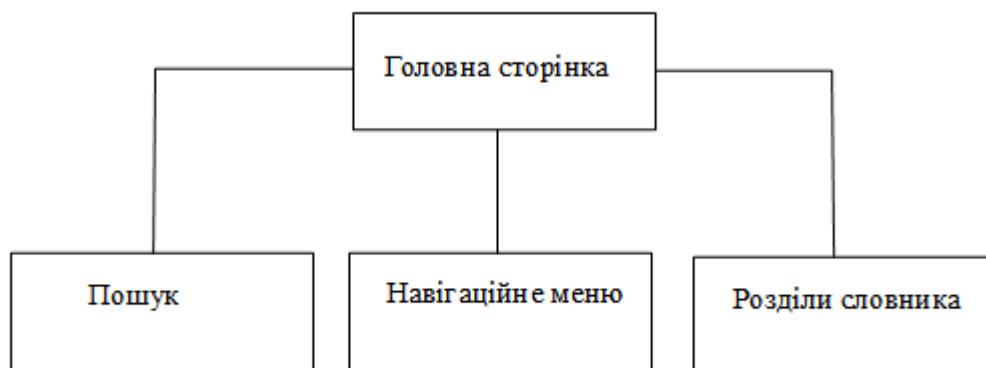 Головна сторінка
Пошук
Навігаційне меню
Розділи словника